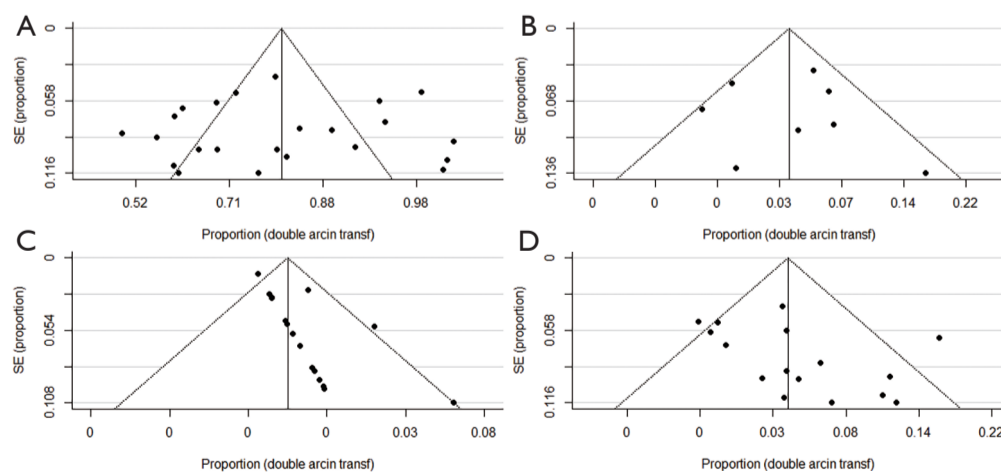 A
SE (proportion)
0
0.058
0.116
0.52 0.71 0.88 0.98
Proportion (double arcin transf)
B
SE (proportion)
0
0.068
0.136
0 0 0 0.03 0.07 0.14 0.22
Proportion (double arcin transf)
C
SE (proportion)
0
0.054
0.108
0 0 0 0 0.03 0.08
Proportion (double arcin transf)
D
SE (proportion)
0
0.058
0.116
0 0 0.03 0.08 0.14 0.22
Proportion (double arcin transf)